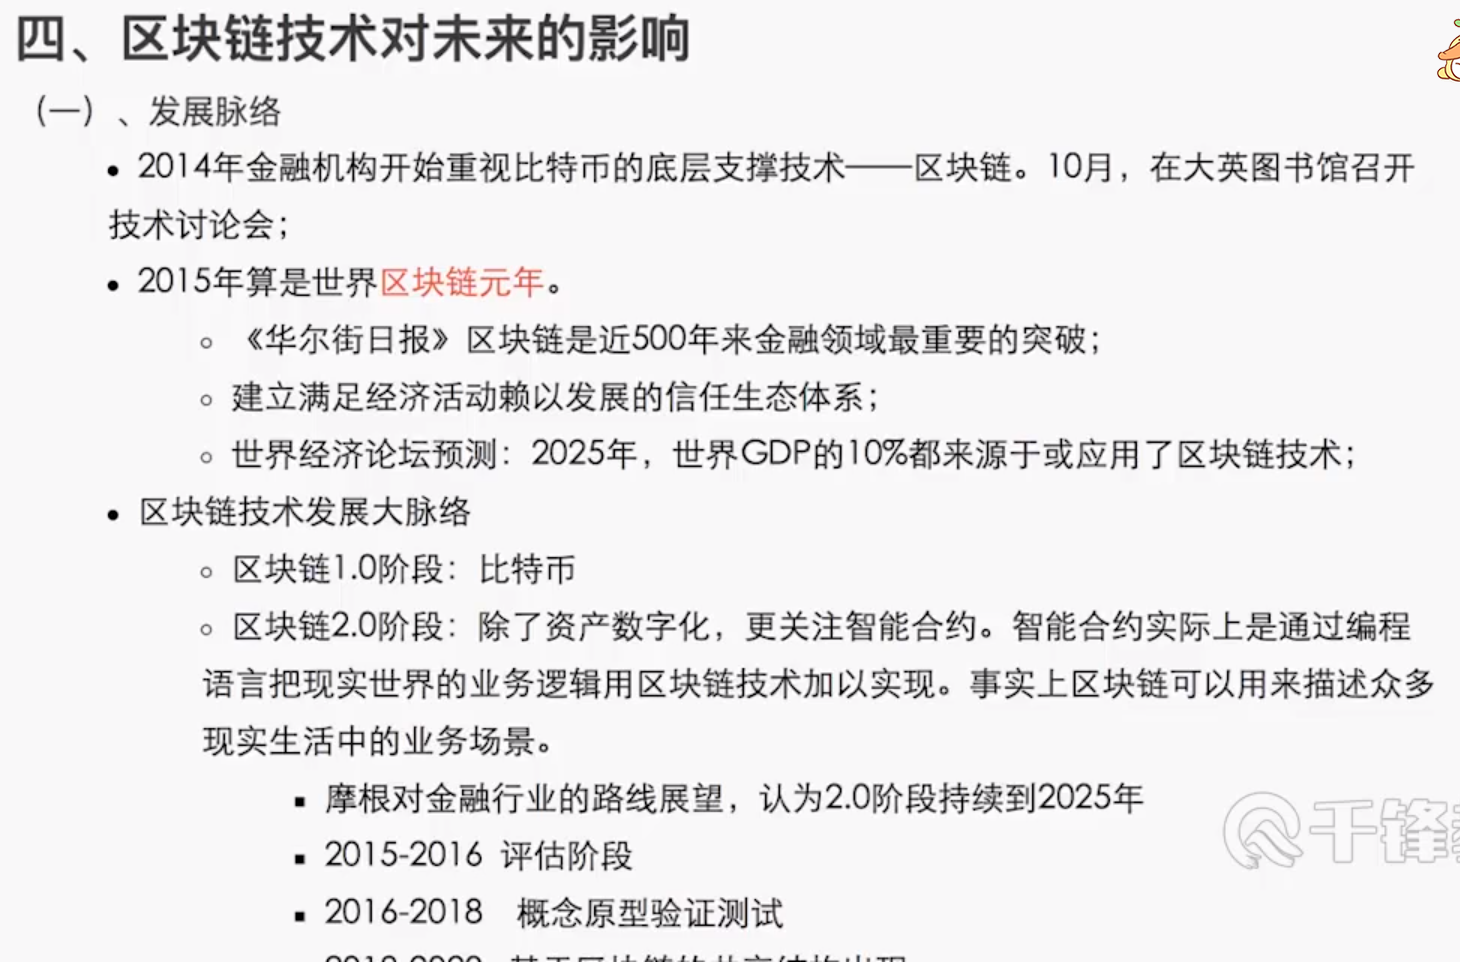 四、区块链技术对未来的影响
（一）、发展脉络
• 2014年金融机构开始重视比特币的底层支撑技术——区块链。10月，在大英图书馆召开
技术讨论会；
• 2015年算是世界区块链元年。
◦ 《华尔街日报》区块链是近500年来金融领域最重要的突破；
◦ 建立满足经济活动赖以发展的信任生态体系；
◦ 世界经济论坛预测：2025年，世界GDP的10%都来源于或应用了区块链技术；
• 区块链技术发展大脉络
◦ 区块链1.0阶段：比特币
◦ 区块链2.0阶段：除了资产数字化，更关注智能合约。智能合约实际上是通过编程
语言把现实世界的业务逻辑用区块链技术加以实现。事实上区块链可以用来描述众多
现实生活中的业务场景。
▪ 摩根对金融行业的路线展望，认为2.0阶段持续到2025年
千锋
▪ 2015-2016 评估阶段
▪ 2016-2018 概念原型验证测试